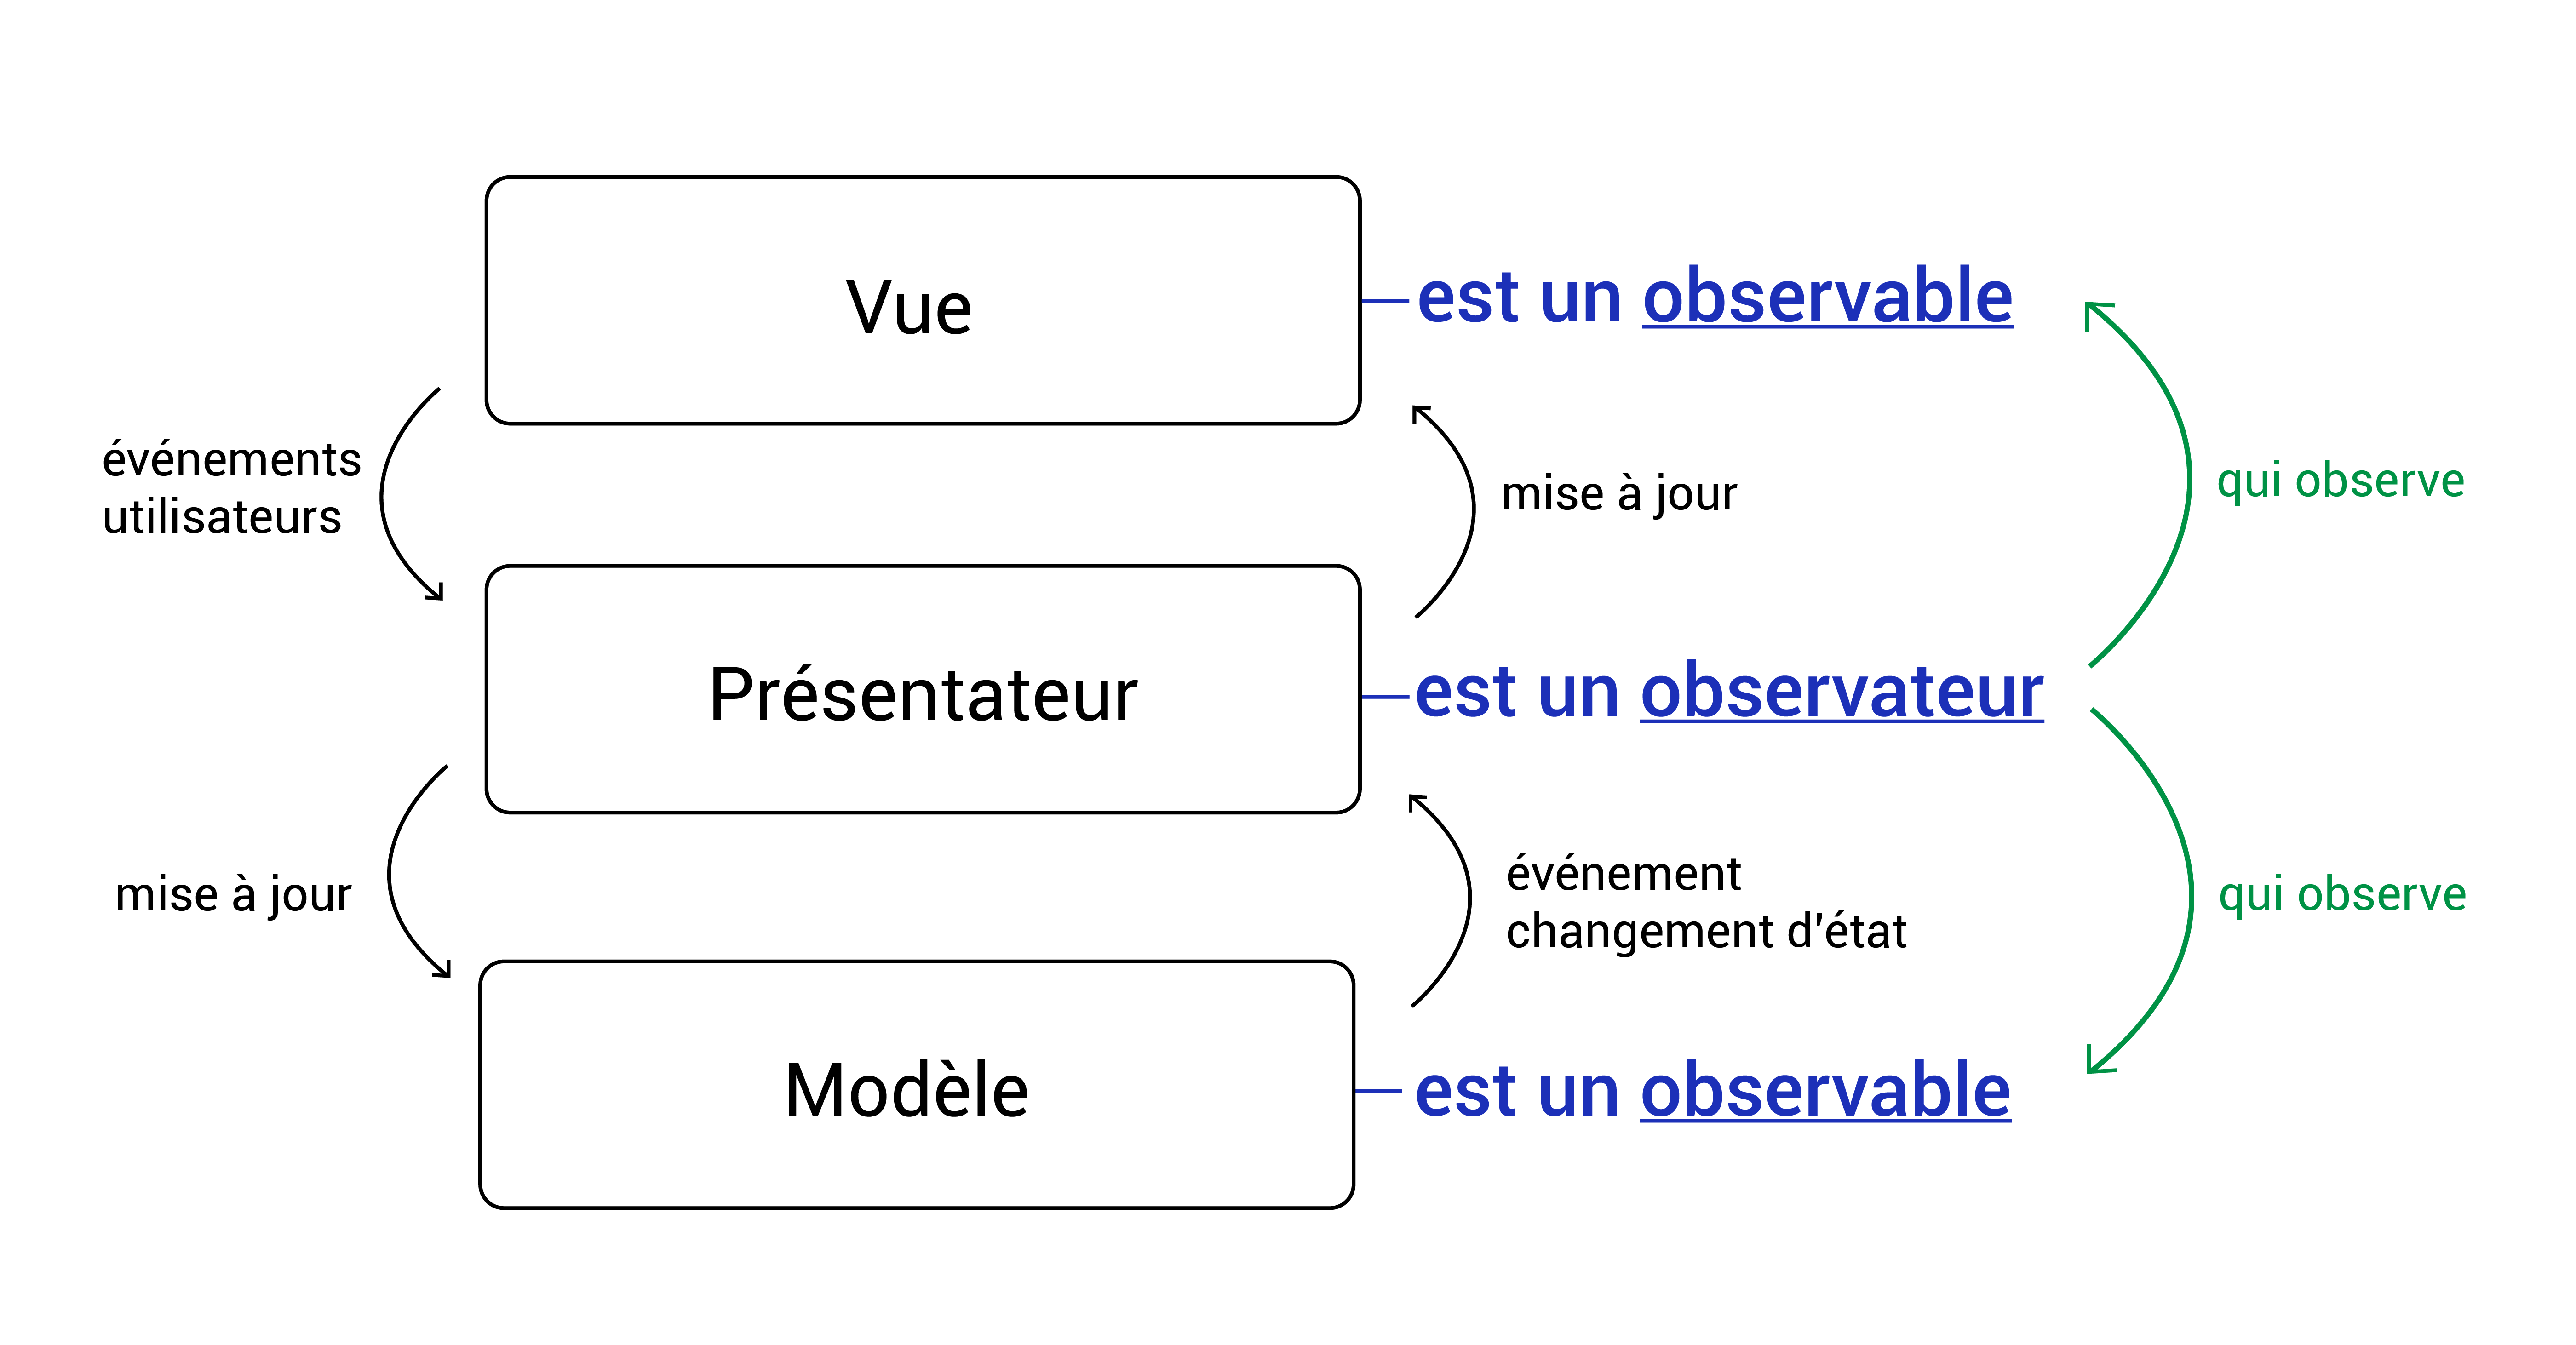 Vue
est un observable
événements
utilisateurs
mise à jour
qui observe
Présentateur
est un observateur
mise à jour
événement
changement d'état
qui observe
Modèle
est un observable